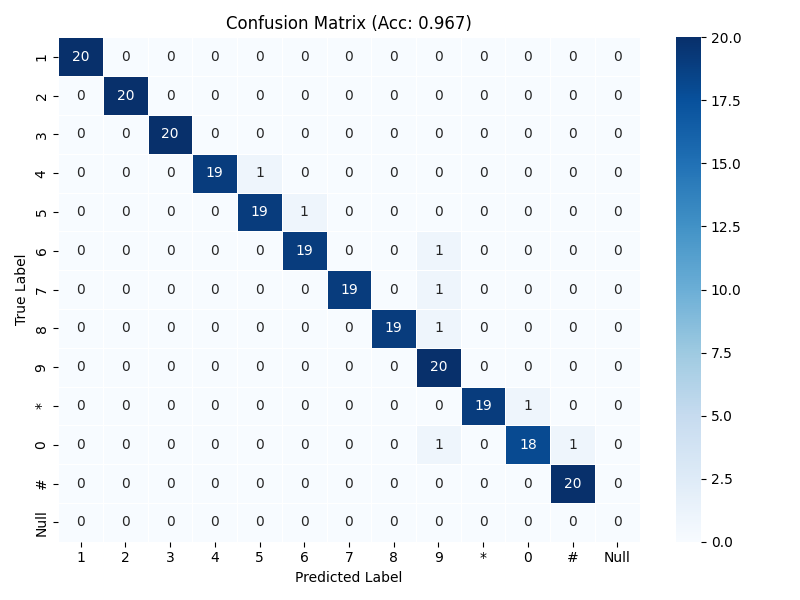 Confusion Matrix (Acc: 0.967)
True Label
1 20 0 0 0 0 0 0 0 0 0 0 0 0
2 0 20 0 0 0 0 0 0 0 0 0 0 0
3 0 0 20 0 0 0 0 0 0 0 0 0 0
4 0 0 0 19 1 0 0 0 0 0 0 0 0
5 0 0 0 0 19 1 0 0 0 0 0 0 0
6 0 0 0 0 0 19 0 0 1 0 0 0 0
7 0 0 0 0 0 0 19 0 1 0 0 0 0
8 0 0 0 0 0 0 0 19 1 0 0 0 0
9 0 0 0 0 0 0 0 0 20 0 0 0 0
* 0 0 0 0 0 0 0 0 0 19 1 0 0
0 0 0 0 0 0 0 0 0 1 0 18 1 0
# 0 0 0 0 0 0 0 0 0 0 0 20 0
Null 0 0 0 0 0 0 0 0 0 0 0 0 0
1 2 3 4 5 6 7 8 9 * 0 # Null
Predicted Label
20.0
17.5
15.0
12.5
10.0
7.5
5.0
2.5
0.0